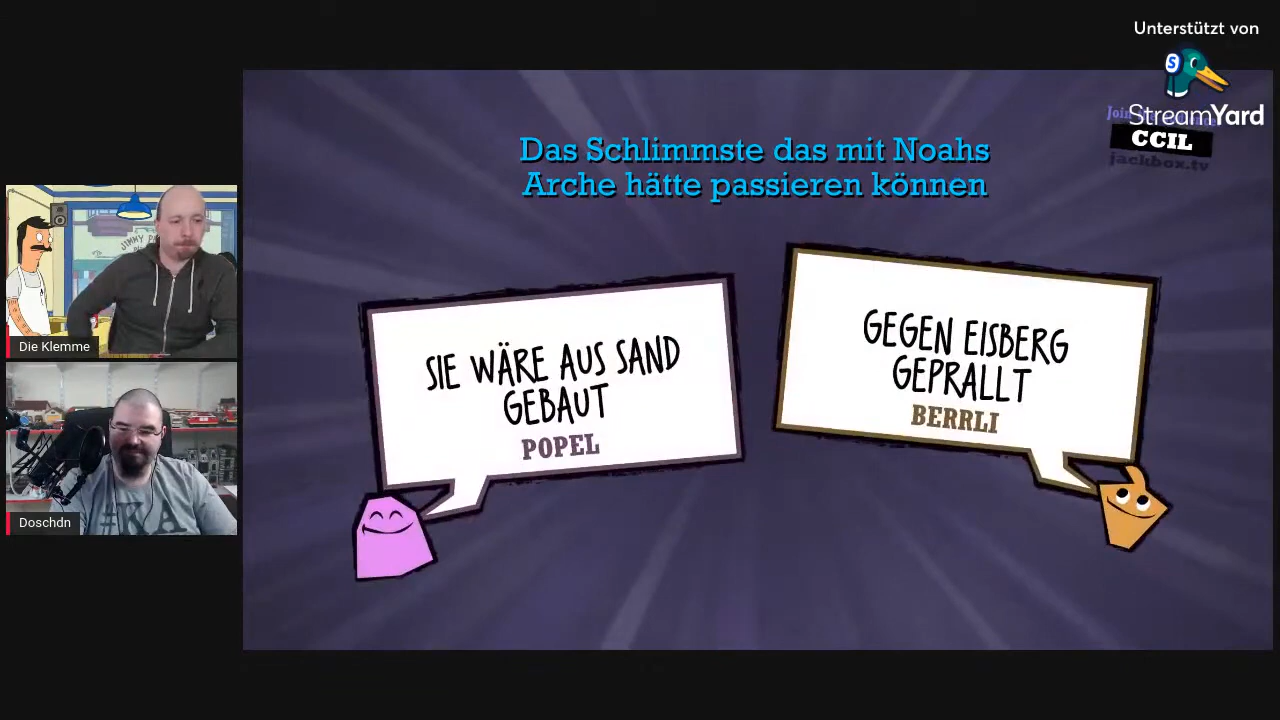 Unterstützt von
StreamYard
CCIL
jackbox.tv
Das Schlimmste das mit Noahs
Arche hätte passieren können
SIE WÄRE AUS SAND
GEBAUT
POPEL
GEGEN EISBERG
GEPRALLT
BERRLI
Die Klemme
Doschdn